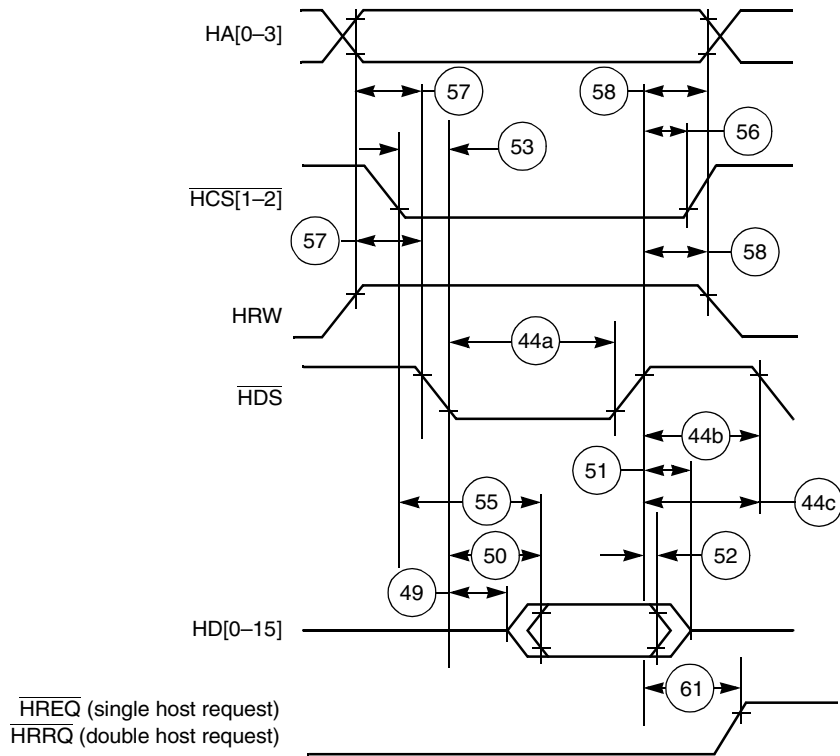 HA[0–3]
57
58
56
53
HCS[1–2]
57
58
HRW
44a
HDS
44b
51
55
44c
50
52
49
HD[0–15]
61
HREQ (single host request)
HRRQ (double host request)